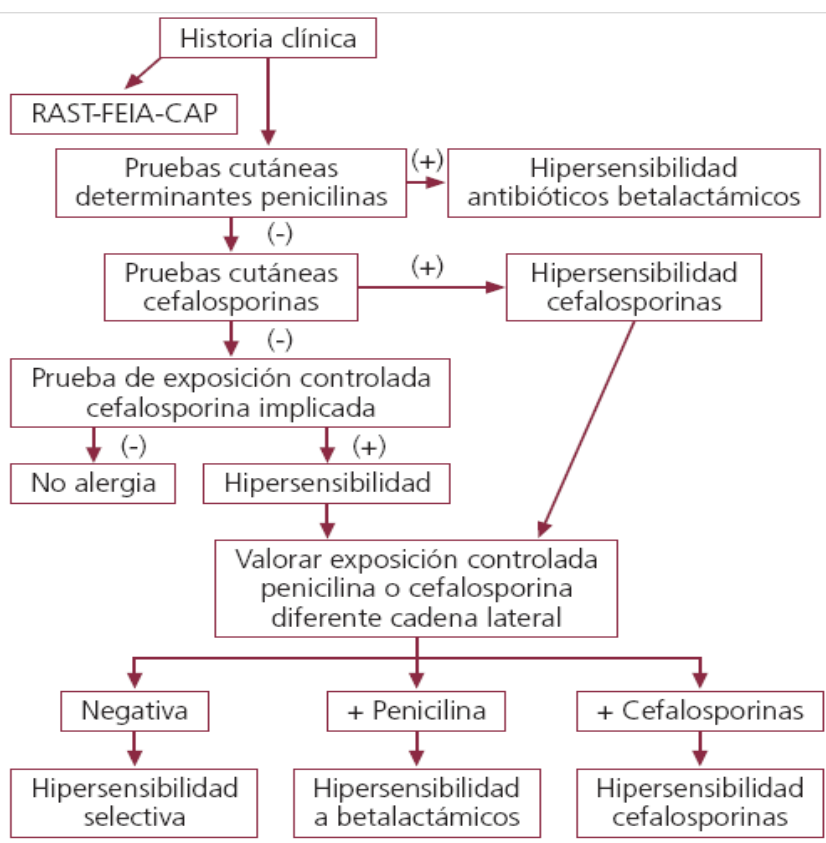 Historia clínica
RAST-FEIA-CAP
Pruebas cutáneas
determinantes penicilinas
(+)
Hipersensibilidad
antibióticos betalactámicos
(-)
Pruebas cutáneas
cefalosporinas
(+)
Hipersensibilidad
cefalosporinas
(-)
Prueba de exposición controlada
cefalosporina implicada
(-)
(+)
No alergia
Hipersensibilidad
Valorar exposición controlada
penicilina o cefalosporina
diferente cadena lateral
Negativa
+ Penicilina
+ Cefalosporinas
Hipersensibilidad
selectiva
Hipersensibilidad
a betalactámicos
Hipersensibilidad
cefalosporinas